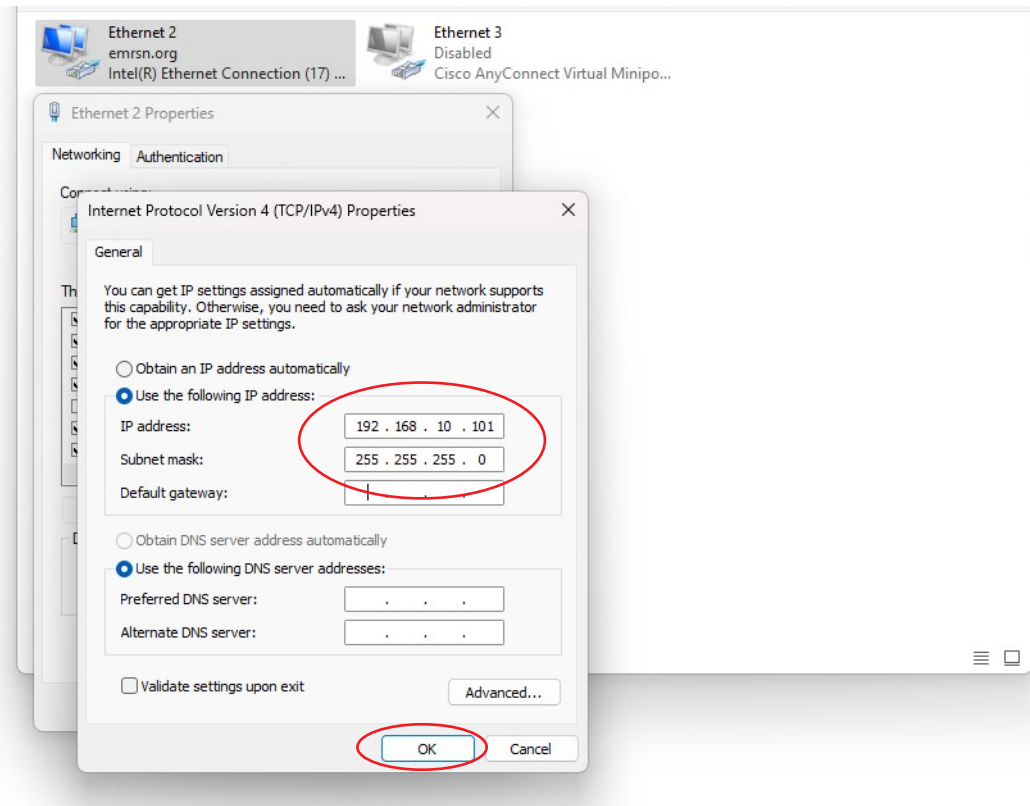 Ethernet 2
emrsn.org
Intel(R) Ethernet Connection (17) ...
Ethernet 3
Disabled
Cisco AnyConnect Virtual Minipo...
Ethernet 2 Properties
Networking Authentication
Internet Protocol Version 4 (TCP/IPv4) Properties
General
You can get IP settings assigned automatically if your network supports
this capability. Otherwise, you need to ask your network administrator
for the appropriate IP settings.
Obtain an IP address automatically
Use the following IP address:
IP address: 192 . 168 . 10 . 101
Subnet mask: 255 . 255 . 255 . 0
Default gateway: . . .
Obtain DNS server address automatically
Use the following DNS server addresses:
Preferred DNS server: . . .
Alternate DNS server: . . .
Validate settings upon exit
Advanced...
OK Cancel